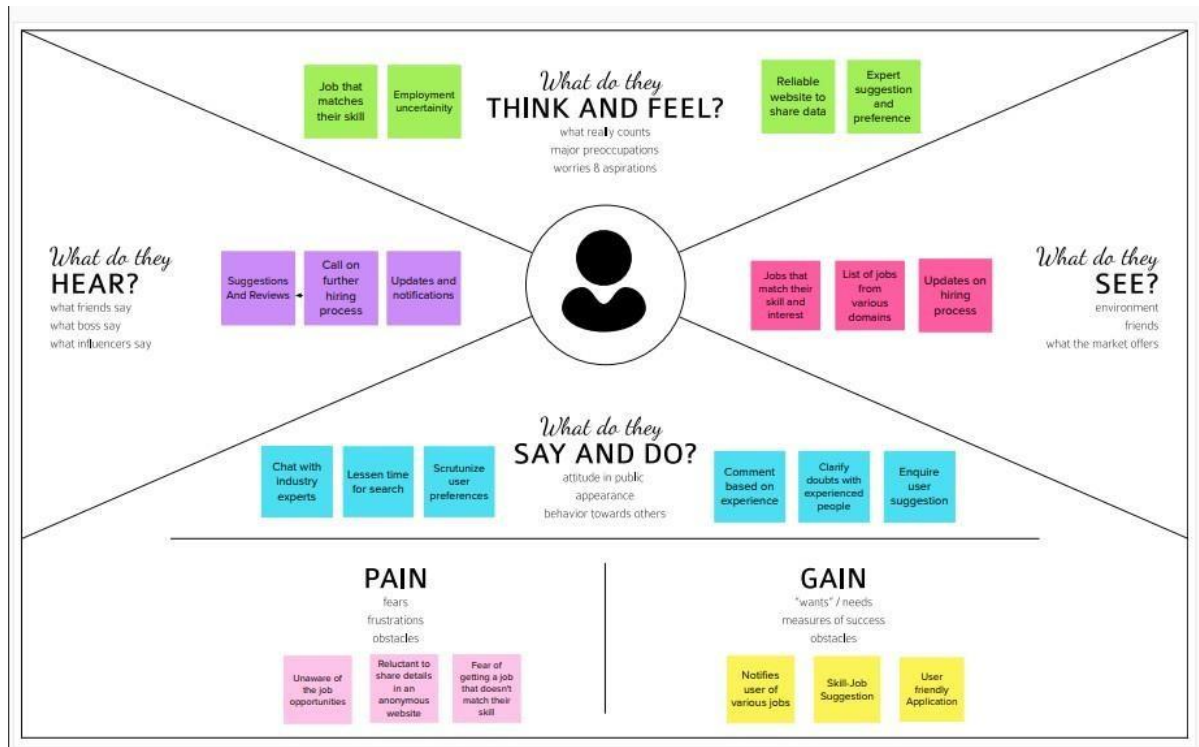 What do they
THINK AND FEEL?
what really counts
major preoccupations
worries & aspirations
Job that
matches
their skill
Employment
uncertainity
Reliable
website to
share data
Expert
suggestion
and
preference
What do they
HEAR?
what friends say
what boss say
what influencers say
Suggestions
And Reviews
Call on
further
hiring
process
Updates and
notifications
Jobs that
match their
skill and
interest
List of jobs
from
various
domains
Updates on
hiring
process
What do they
SEE?
environment
friends
what the market offers
What do they
SAY AND DO?
attitude in public
appearance
behavior towards others
Chat with
industry
experts
Lessen time
for search
Scrutunize
user
preferences
Comment
based on
experience
Clarify
doubts with
experienced
people
Enquire
user
suggestion
PAIN
fears
frustrations
obstacles
Unaware of
the job
opportunities
Reluctant to
share details
in an
anonymous
website
Fear of
getting a job
that doesn't
match their
skill
GAIN
"wants" / needs
measures of success
obstacles
Notifies
user of
various jobs
Skill-Job
Suggestion
User
friendly
Application